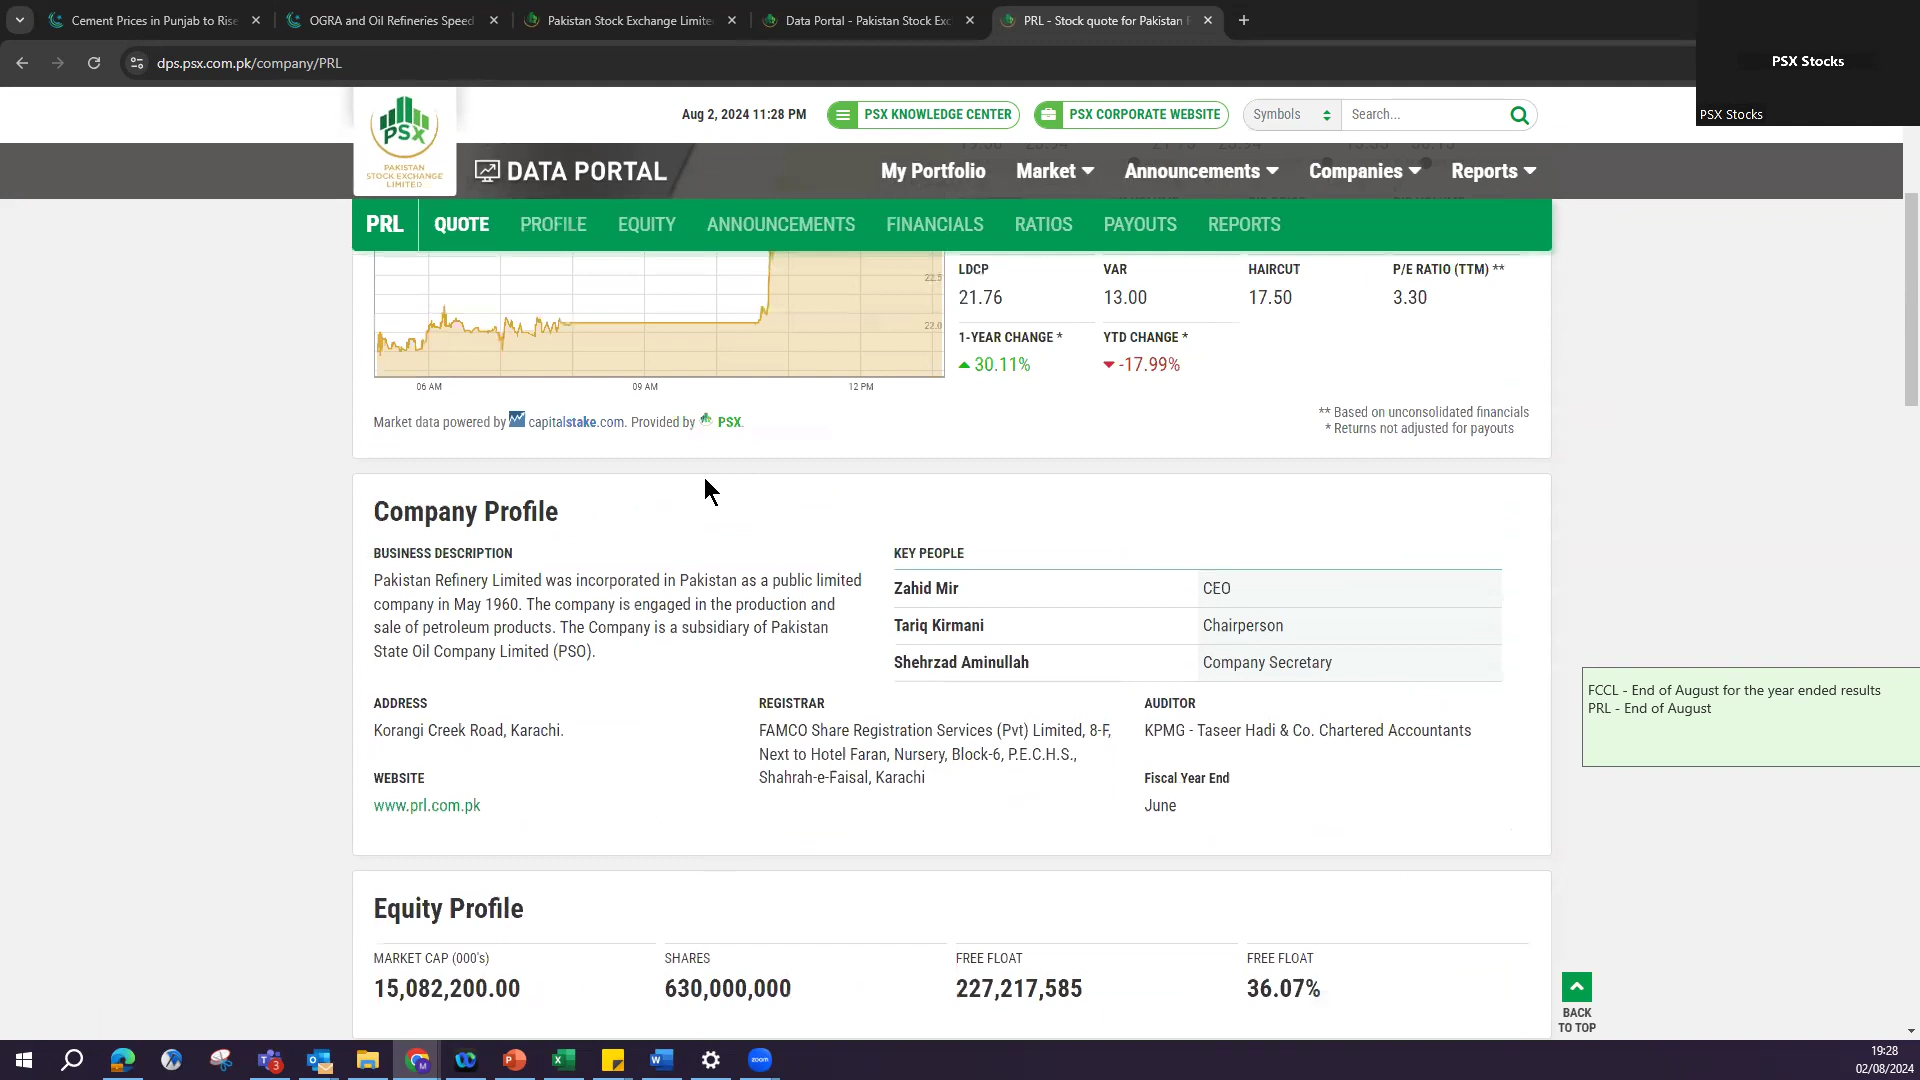 Cement Prices in Punjab to Rise
OGRA and Oil Refineries Speed
Pakistan Stock Exchange Limite
Data Portal - Pakistan Stock Exc
PRL - Stock quote for Pakistan
dps.psx.com.pk/company/PRL
PSX Stocks
PSX Stocks
PSX
PAKISTAN
STOCK EXCHANGE
LIMITED
Aug 2, 2024 11:28 PM
PSX KNOWLEDGE CENTER
PSX CORPORATE WEBSITE
Symbols
Search...
DATA PORTAL
My Portfolio
Market
Announcements
Companies
Reports
PRL
QUOTE
PROFILE
EQUITY
ANNOUNCEMENTS
FINANCIALS
RATIOS
PAYOUTS
REPORTS
22.5
22.0
06 AM
09 AM
12 PM
LDCP
21.76
VAR
13.00
HAIRCUT
17.50
P/E RATIO (TTM) **
3.30
1-YEAR CHANGE *
30.11%
YTD CHANGE *
-17.99%
Market data powered by capitalstake.com. Provided by PSX.
** Based on unconsolidated financials
* Returns not adjusted for payouts
Company Profile
BUSINESS DESCRIPTION
Pakistan Refinery Limited was incorporated in Pakistan as a public limited
company in May 1960. The company is engaged in the production and
sale of petroleum products. The Company is a subsidiary of Pakistan
State Oil Company Limited (PSO).
KEY PEOPLE
Zahid Mir CEO
Tariq Kirmani Chairperson
Shehrzad Aminullah Company Secretary
ADDRESS
Korangi Creek Road, Karachi.
WEBSITE
www.prl.com.pk
REGISTRAR
FAMCO Share Registration Services (Pvt) Limited, 8-F,
Next to Hotel Faran, Nursery, Block-6, P.E.C.H.S.,
Shahrah-e-Faisal, Karachi
AUDITOR
KPMG - Taseer Hadi & Co. Chartered Accountants
Fiscal Year End
June
FCCL - End of August for the year ended results
PRL - End of August
Equity Profile
MARKET CAP (000's)
15,082,200.00
SHARES
630,000,000
FREE FLOAT
227,217,585
FREE FLOAT
36.07%
BACK
TO TOP
zoom
19:28
02/08/2024